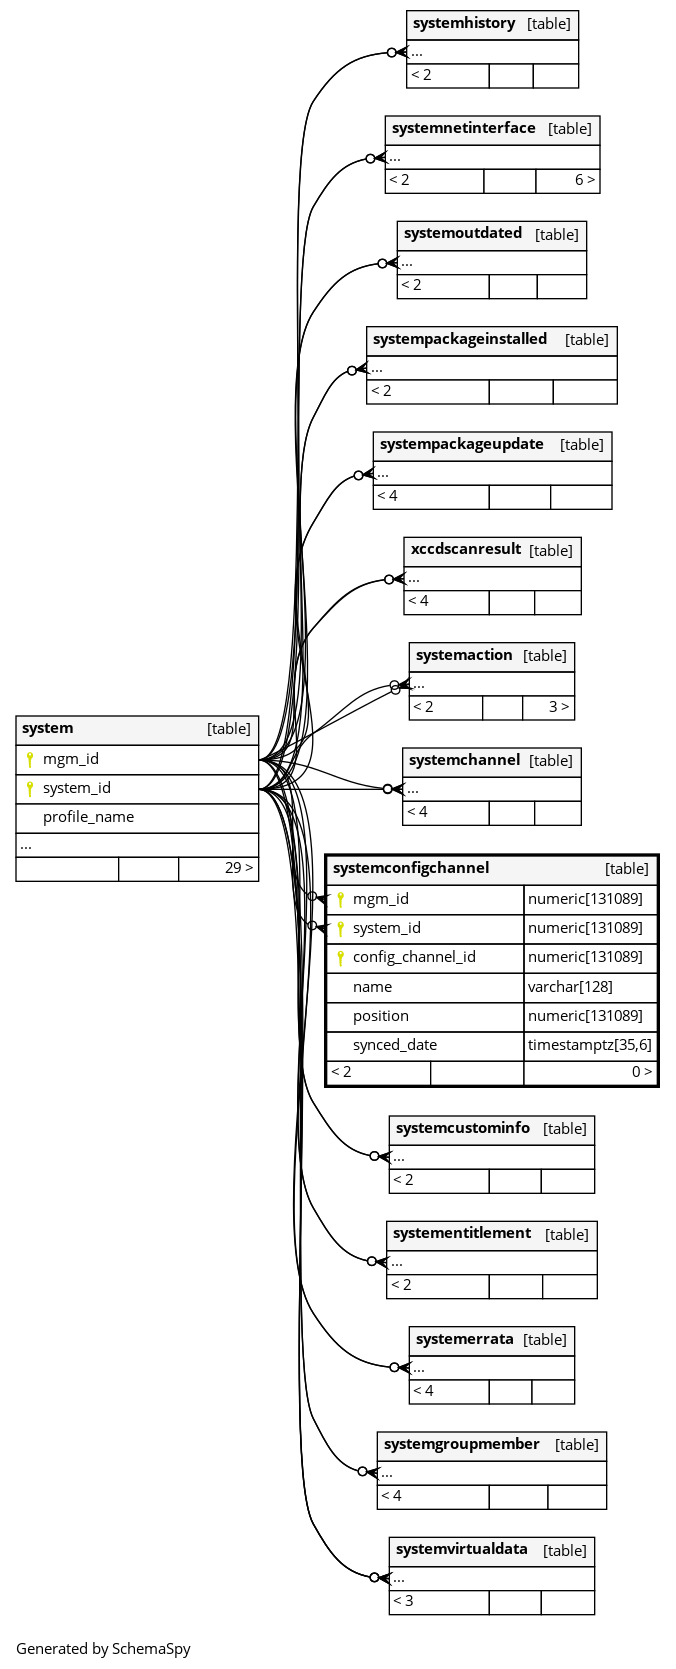 systemhistory [table]
...
< 2
systemnetinterface [table]
...
< 2 6 >
systemoutdated [table]
...
< 2
systempackageinstalled [table]
...
< 2
systempackageupdate [table]
...
< 4
xccdscanresult [table]
...
< 4
systemaction [table]
...
< 2 3 >
system [table]
mgm_id
system_id
profile_name
...
29 >
systemchannel [table]
...
< 4
systemconfigchannel [table]
mgm_id numeric[131089]
system_id numeric[131089]
config_channel_id numeric[131089]
name varchar[128]
position numeric[131089]
synced_date timestamptz[35,6]
< 2 0 >
systemcustominfo [table]
...
< 2
systementitlement [table]
...
< 2
systemerrata [table]
...
< 4
systemgroupmember [table]
...
< 4
systemvirtualdata [table]
...
< 3
Generated by SchemaSpy